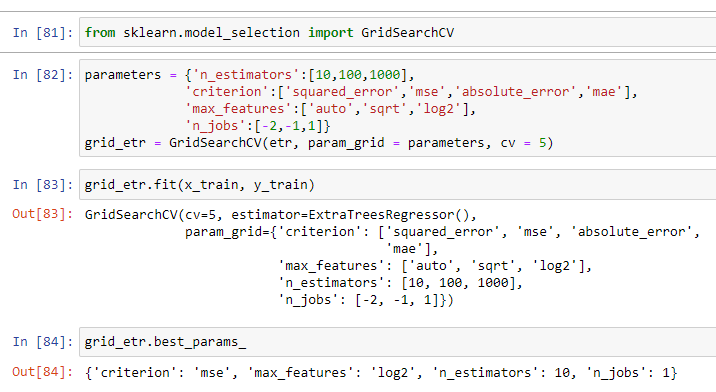 In [81]: from sklearn.model_selection import GridSearchCV
In [82]: parameters = {'n_estimators':[10,100,1000],
'criterion':['squared_error','mse','absolute_error','mae'],
'max_features':['auto','sqrt','log2'],
'n_jobs':[-2,-1,1]}
grid_etr = GridSearchCV(etr, param_grid = parameters, cv = 5)
In [83]: grid_etr.fit(x_train, y_train)
Out[83]: GridSearchCV(cv=5, estimator=ExtraTreesRegressor(),
param_grid={'criterion': ['squared_error', 'mse', 'absolute_error',
'mae'],
'max_features': ['auto', 'sqrt', 'log2'],
'n_estimators': [10, 100, 1000],
'n_jobs': [-2, -1, 1]})
In [84]: grid_etr.best_params_
Out[84]: {'criterion': 'mse', 'max_features': 'log2', 'n_estimators': 10, 'n_jobs': 1}